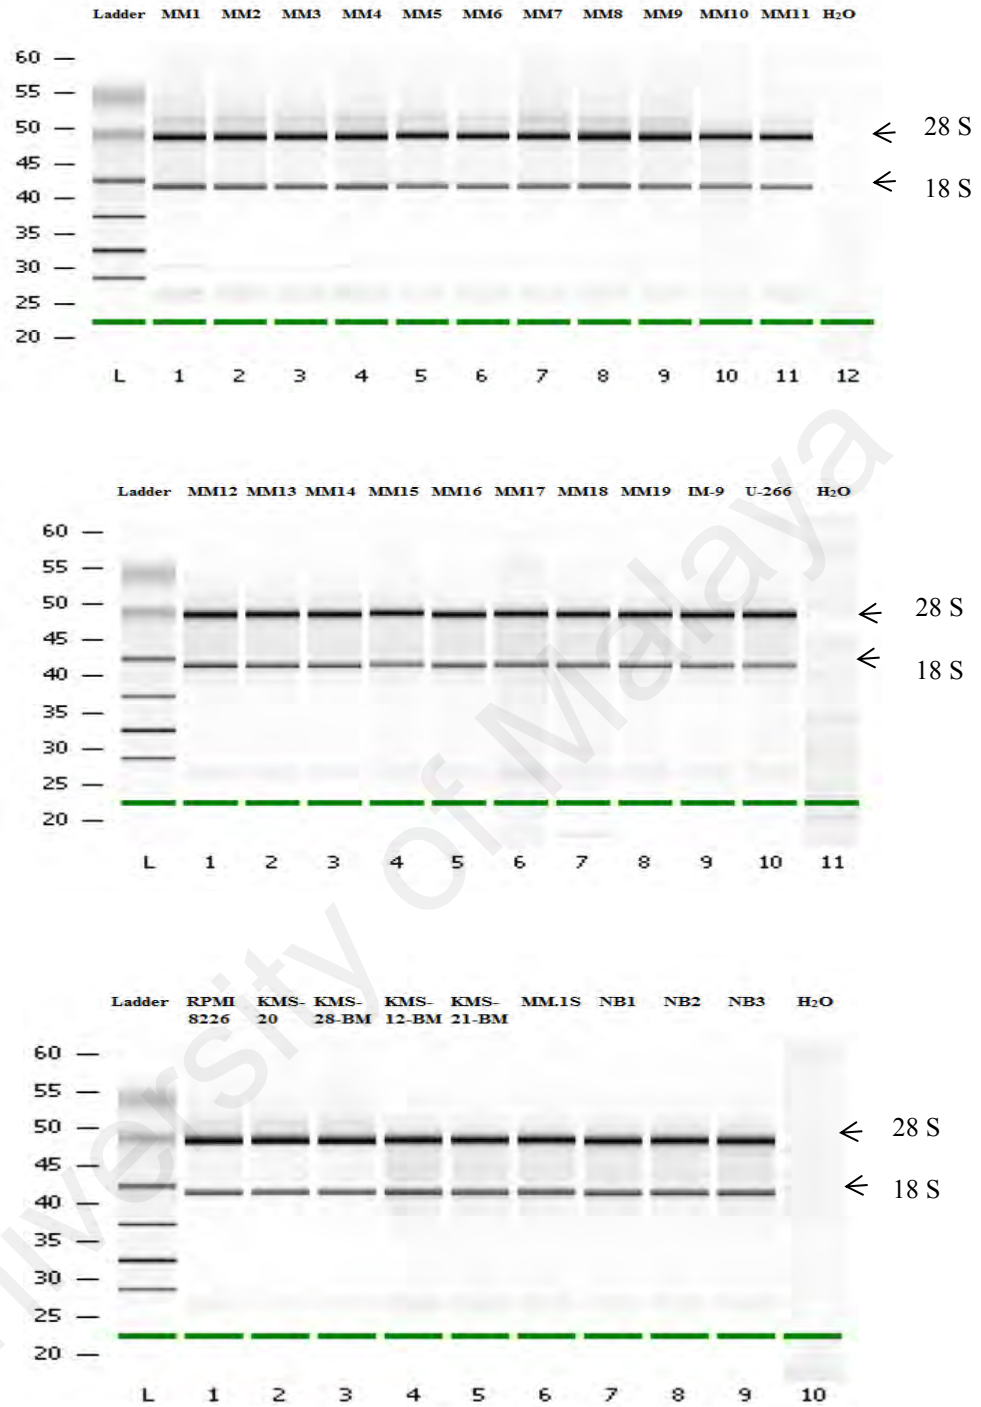 Ladder MM1 MM2 MM3 MM4 MM5 MM6 MM7 MM8 MM9 MM10 MM11 H₂O
60
55
50
45
40
35
30
25
20
28 S
18 S
L 1 2 3 4 5 6 7 8 9 10 11 12
Ladder MM12 MM13 MM14 MM15 MM16 MM17 MM18 MM19 IM-9 U-266 H₂O
60
55
50
45
40
35
30
25
20
28 S
18 S
L 1 2 3 4 5 6 7 8 9 10 11
Ladder RPMI KMS- KMS- KMS- KMS- MM.1S NB1 NB2 NB3 H₂O
8226 20 28-BM 12-BM 21-BM
60
55
50
45
40
35
30
25
20
28 S
18 S
L 1 2 3 4 5 6 7 8 9 10
iversity of Malaya